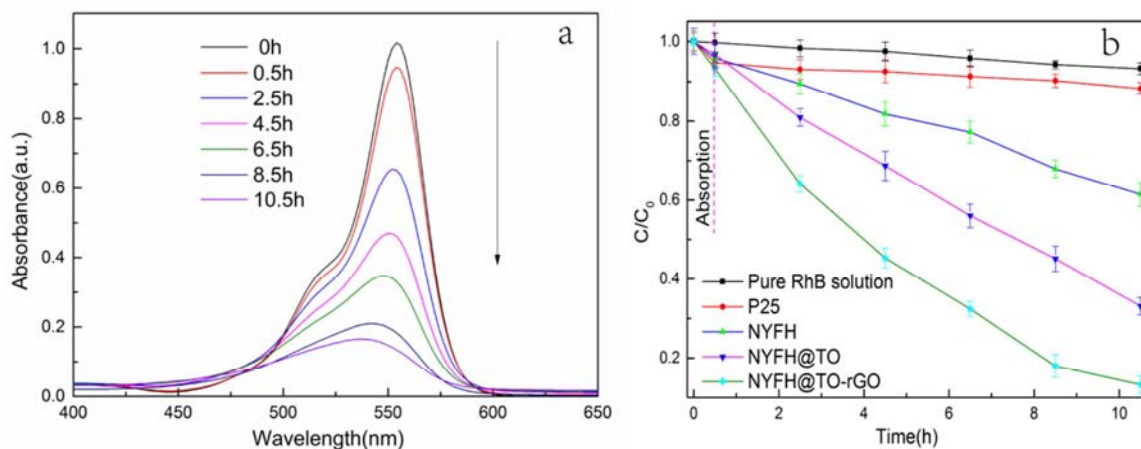 a
0h
0.5h
2.5h
4.5h
6.5h
8.5h
10.5h
1.0
0.8
0.6
0.4
0.2
0.0
Absorbance(a.u.)
400 450 500 550 600 650
Wavelength(nm)
b
1.0
0.8
0.6
0.4
0.2
C/C₀
Absorption
Pure RhB solution
P25
NYFH
NYFH@TO
NYFH@TO-rGO
0 2 4 6 8 10
Time(h)